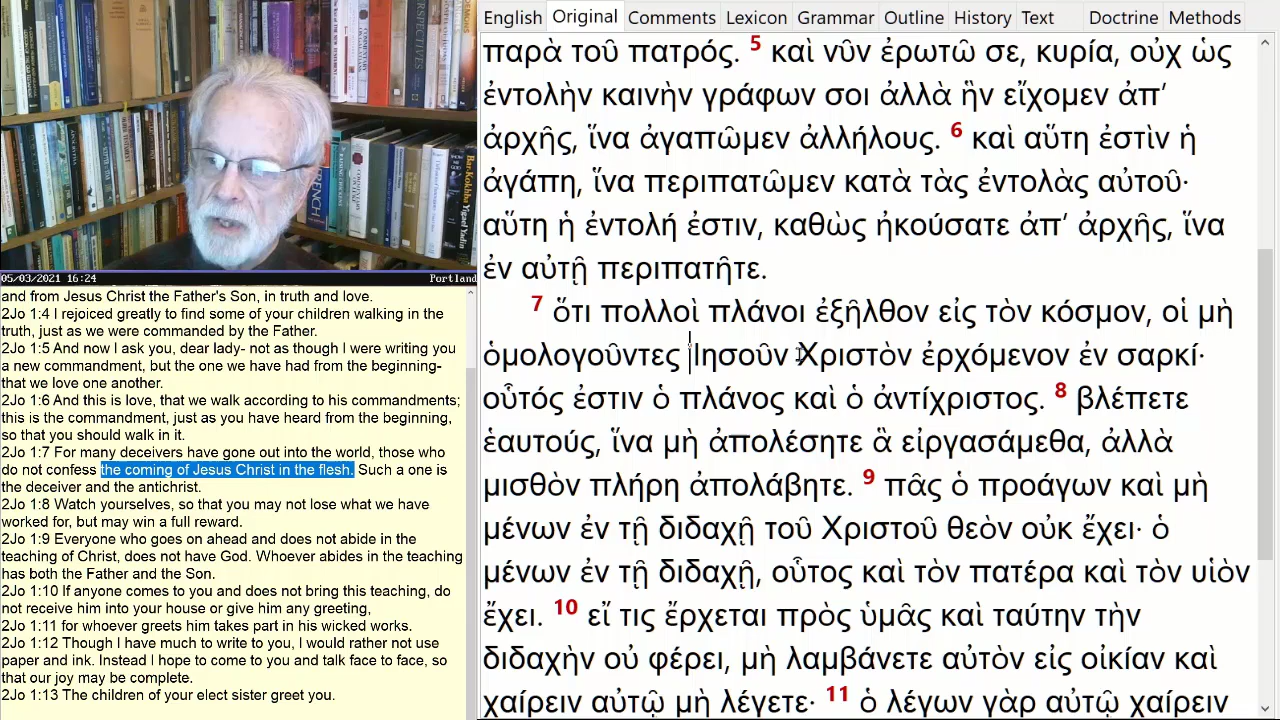 English Original Comments Lexicon Grammar Outline History Text Doctrine Methods
PERSPECTIVES
FRENCH
Bar-Kokhba Yigael Yadin
05/03/2021 16:24 Portland
and from Jesus Christ the Father's Son, in truth and love.
2Jo 1:4 I rejoiced greatly to find some of your children walking in the
truth, just as we were commanded by the Father.
2Jo 1:5 And now I ask you, dear lady- not as though I were writing you
a new commandment, but the one we have had from the beginning-
that we love one another.
2Jo 1:6 And this is love, that we walk according to his commandments;
this is the commandment, just as you have heard from the beginning,
so that you should walk in it.
2Jo 1:7 For many deceivers have gone out into the world, those who
do not confess the coming of Jesus Christ in the flesh. Such a one is
the deceiver and the antichrist.
2Jo 1:8 Watch yourselves, so that you may not lose what we have
worked for, but may win a full reward.
2Jo 1:9 Everyone who goes on ahead and does not abide in the
teaching of Christ, does not have God. Whoever abides in the teaching
has both the Father and the Son.
2Jo 1:10 If anyone comes to you and does not bring this teaching, do
not receive him into your house or give him any greeting,
2Jo 1:11 for whoever greets him takes part in his wicked works.
2Jo 1:12 Though I have much to write to you, I would rather not use
paper and ink. Instead I hope to come to you and talk face to face, so
that our joy may be complete.
2Jo 1:13 The children of your elect sister greet you.
παρὰ τοῦ πατρός. 5 καὶ νῦν ἐρωτῶ σε, κυρία, οὐχ ὡς
ἐντολὴν καινὴν γράφων σοι ἀλλὰ ἣν εἴχομεν ἀπ’
ἀρχῆς, ἵνα ἀγαπῶμεν ἀλλήλους. 6 καὶ αὕτη ἐστὶν ἡ
ἀγάπη, ἵνα περιπατῶμεν κατὰ τὰς ἐντολὰς αὐτοῦ·
αὕτη ἡ ἐντολή ἐστιν, καθὼς ἠκούσατε ἀπ‘ ἀρχῆς, ἵνα
ἐν αὐτῇ περιπατῆτε.
7 ὅτι πολλοὶ πλάνοι ἐξῆλθον εἰς τὸν κόσμον, οἱ μὴ
ὁμολογοῦντες Ἰησοῦν Χριστὸν ἐρχόμενον ἐν σαρκί·
οὗτός ἐστιν ὁ πλάνος καὶ ὁ ἀντίχριστος. 8 βλέπετε
ἑαυτούς, ἵνα μὴ ἀπολέσητε ἃ εἰργασάμεθα, ἀλλὰ
μισθὸν πλήρη ἀπολάβητε. 9 πᾶς ὁ προάγων καὶ μὴ
μένων ἐν τῇ διδαχῇ τοῦ Χριστοῦ θεὸν οὐκ ἔχει· ὁ
μένων ἐν τῇ διδαχῇ, οὗτος καὶ τὸν πατέρα καὶ τὸν υἱὸν
ἔχει. 10 εἴ τις ἔρχεται πρὸς ὑμᾶς καὶ ταύτην τὴν
διδαχὴν οὐ φέρει, μὴ λαμβάνετε αὐτὸν εἰς οἰκίαν καὶ
χαίρειν αὐτῷ μὴ λέγετε· 11 ὁ λέγων γὰρ αὐτῷ χαίρειν